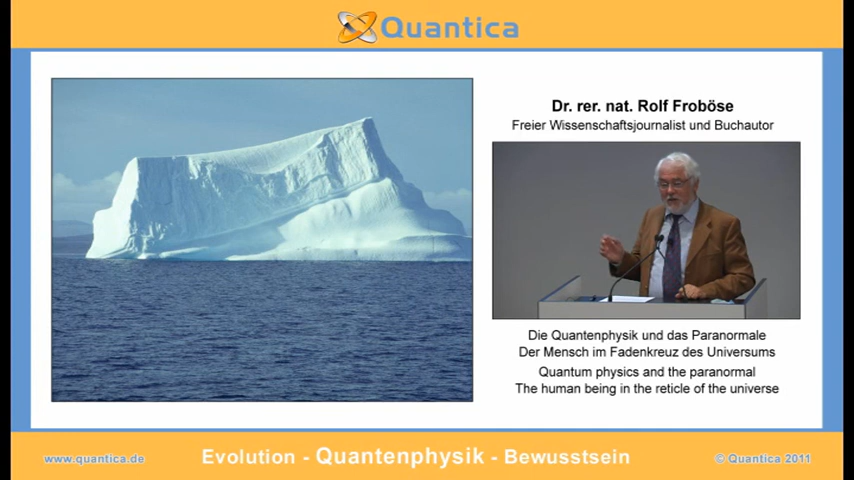 Quantica
Dr. rer. nat. Rolf Froböse
Freier Wissenschaftsjournalist und Buchautor
Die Quantenphysik und das Paranormale
Der Mensch im Fadenkreuz des Universums
Quantum physics and the paranormal
The human being in the reticle of the universe
www.quantica.de
Evolution - Quantenphysik - Bewusstsein
© Quantica 2011